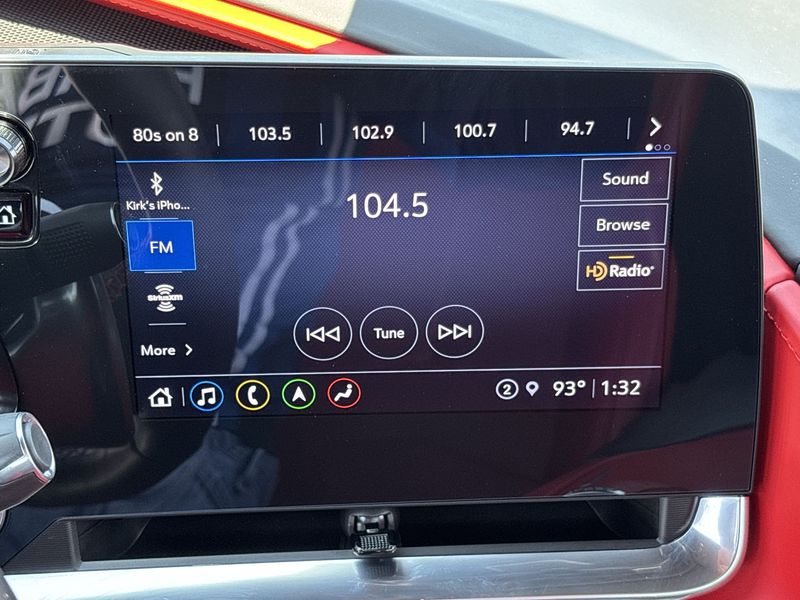 80s on 8 | 103.5 | 102.9 | 100.7 | 94.7
Kirk's iPho...
104.5
Sound
FM
Browse
HD Radio
SiriusXM
Tune
More
2 93° 1:32